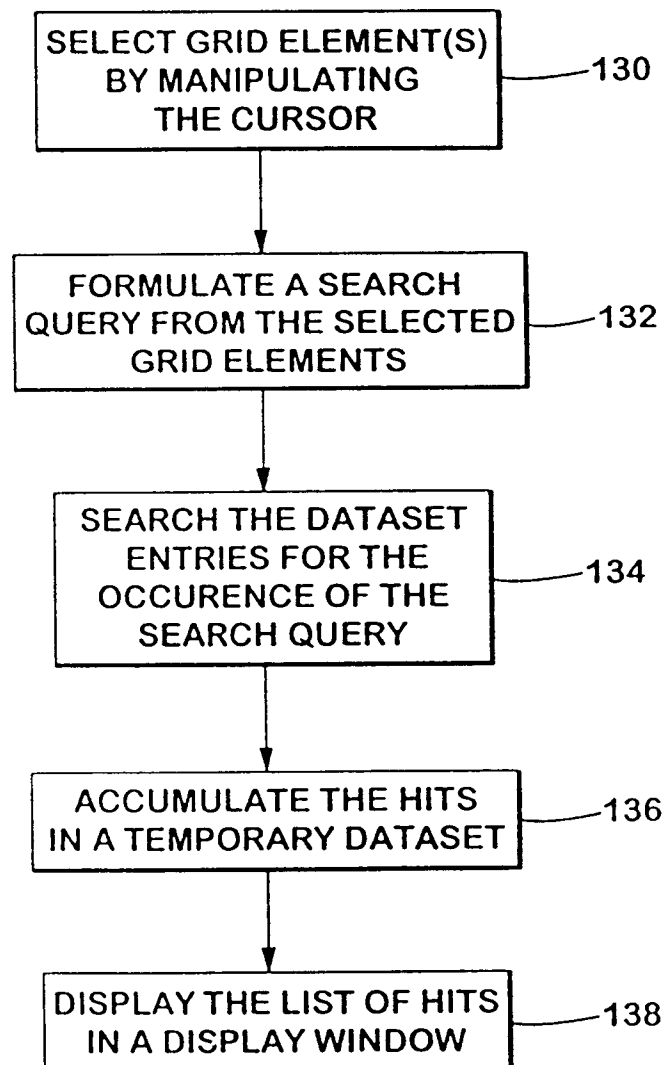 SELECT GRID ELEMENT(S)
BY MANIPULATING
THE CURSOR
130
FORMULATE A SEARCH
QUERY FROM THE SELECTED
GRID ELEMENTS
132
SEARCH THE DATASET
ENTRIES FOR THE
OCCURENCE OF THE
SEARCH QUERY
134
ACCUMULATE THE HITS
IN A TEMPORARY DATASET
136
DISPLAY THE LIST OF HITS
IN A DISPLAY WINDOW
138